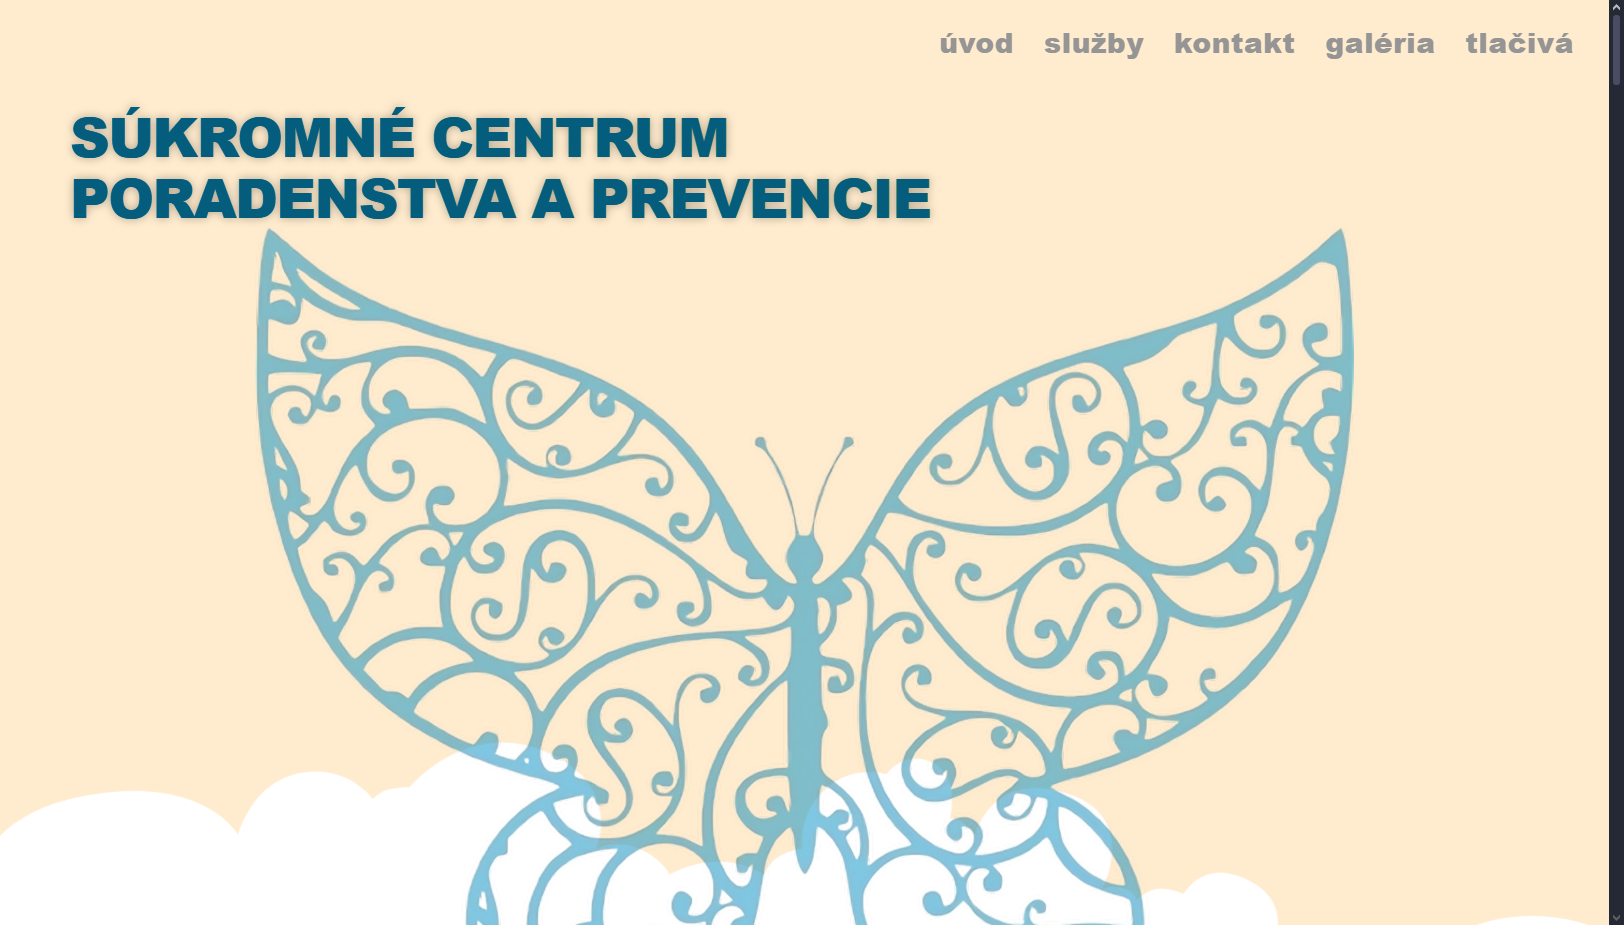 úvod služby kontakt galéria tlačivá
SÚKROMNÉ CENTRUM
PORADENSTVA A PREVENCIE